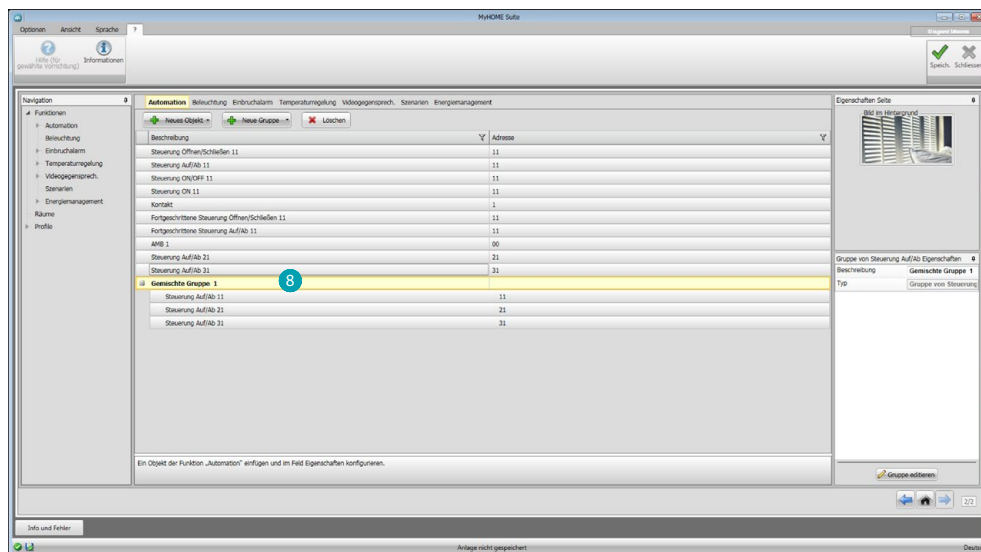 MyHOME Suite
Optionen Ansicht Sprache ?
Hilfe (für gewählte Vorrichtung)
Informationen
Speich. Schliessen
Navigation
Funktionen
Automation
Beleuchtung
Einbruchalarm
Temperaturregelung
Videogegensprech.
Szenarien
Energiemanagement
Räume
Profile
Automation Beleuchtung Einbruchalarm Temperaturregelung Videogegensprech. Szenarien Energiemanagement
Neues Objekt Neue Gruppe Löschen
Beschreibung Adresse
Steuerung Öffnen/Schließen 11 11
Steuerung Auf/Ab 11 11
Steuerung ON/OFF 11 11
Steuerung ON 11 11
Kontakt 1
Fortgeschrittene Steuerung Öffnen/Schließen 11 11
Fortgeschrittene Steuerung Auf/Ab 11 11
AMB 1 00
Steuerung Auf/Ab 21 21
Steuerung Auf/Ab 31 31
Gemischte Gruppe 1 8
Steuerung Auf/Ab 11 11
Steuerung Auf/Ab 21 21
Steuerung Auf/Ab 31 31
Ein Objekt der Funktion „Automation" einfügen und im Feld Eigenschaften konfigurieren.
Eigenschaften Seite
Bild im Hintergrund
Gruppe von Steuerung Auf/Ab Eigenschaften
Beschreibung Gemischte Gruppe 1
Typ Gruppe von Steuerung
Gruppe editieren
2/2
Info und Fehler
Anlage nicht gespeichert
Deuts